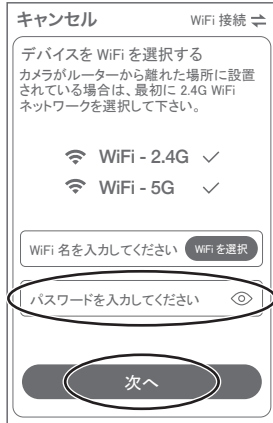 キャンセル
WiFi 接続
デバイスを WiFi を選択する
カメラがルーターから離れた場所に設置
されている場合は、最初に 2.4G WiFi
ネットワークを選択して下さい。
WiFi - 2.4G
WiFi - 5G
WiFi 名を入力してください
WiFi を選択
パスワードを入力してください
次へ